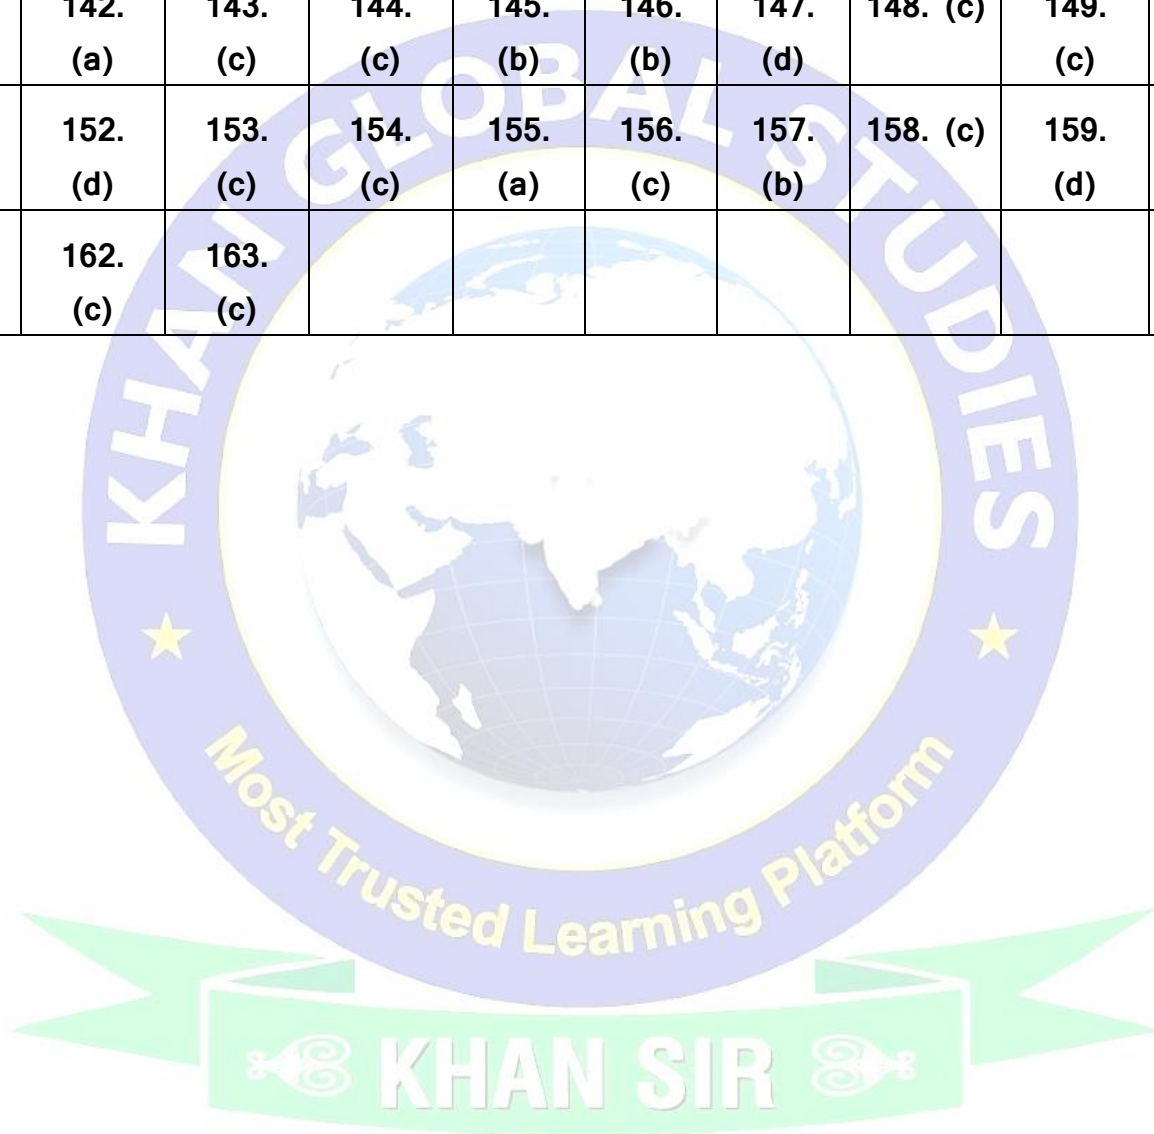 142. 143. 144. 145. 146. 147. 148. (c) 149.
(a) (c) (c) (b) (b) (d) (c)
152. 153. 154. 155. 156. 157. 158. (c) 159.
(d) (c) (c) (a) (c) (b) (d)
162. 163.
(c) (c)
KHAN GLOBAL STUDIES
Most Trusted Learning Platform
KHAN SIR